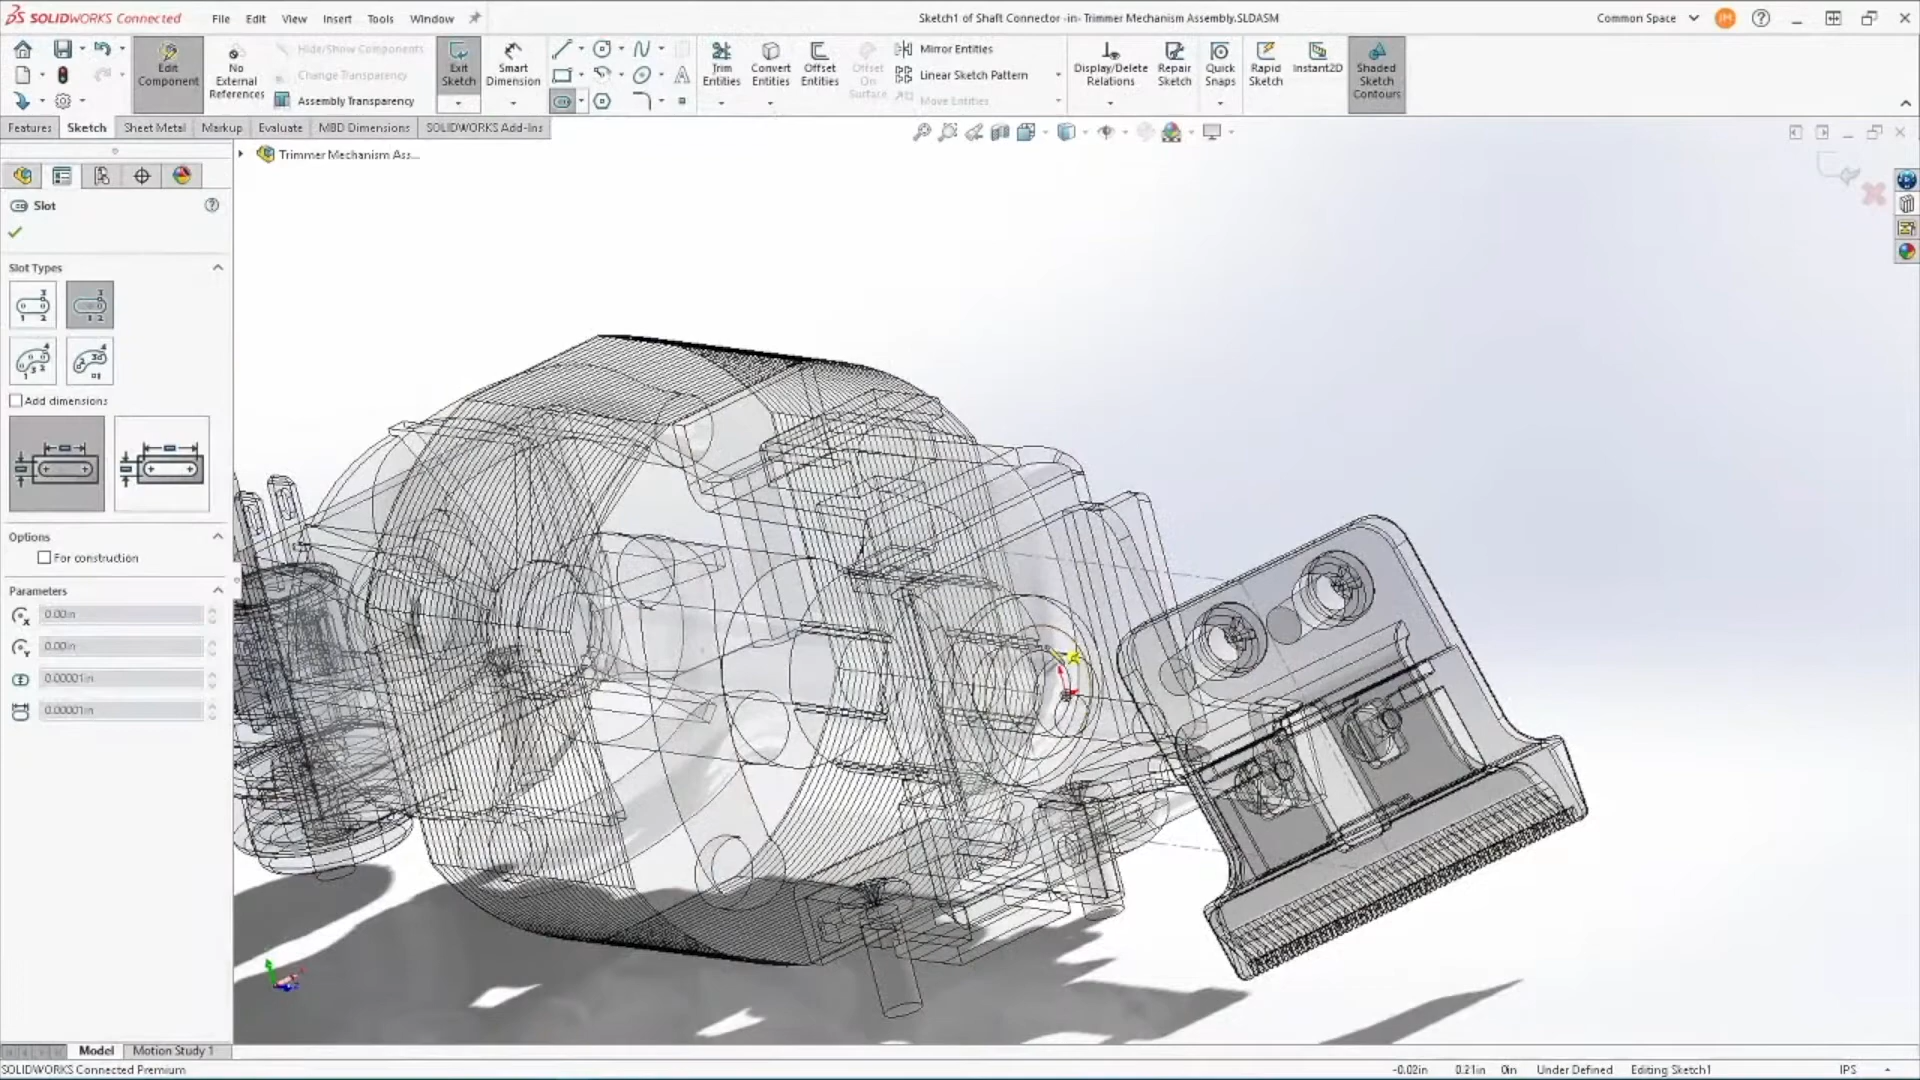 SOLIDWORKS Connected
File Edit View Insert Tools Window
Sketch1 of Shaft Connector -in- Trimmer Mechanism Assembly.SLDASM
Common Space
Edit Component
No External References
Hide/Show Components
Change Transparency
Assembly Transparency
Exit Sketch
Smart Dimension
Trim Entities
Convert Entities
Offset Entities
Offset On Surface
Mirror Entities
Linear Sketch Pattern
Move Entities
Display/Delete Relations
Repair Sketch
Quick Snaps
Rapid Sketch
Instant2D
Shaded Sketch Contours
Features Sketch Sheet Metal Markup Evaluate MBD Dimensions SOLIDWORKS Add-Ins
Trimmer Mechanism Ass...
Slot
Slot Types
Add dimensions
Options
For construction
Parameters
0.00in
0.00in
0.00001in
0.00001in
Model Motion Study 1
SOLIDWORKS Connected Premium
-0.02in 0.21in 0in Under Defined Editing Sketch1 IPS